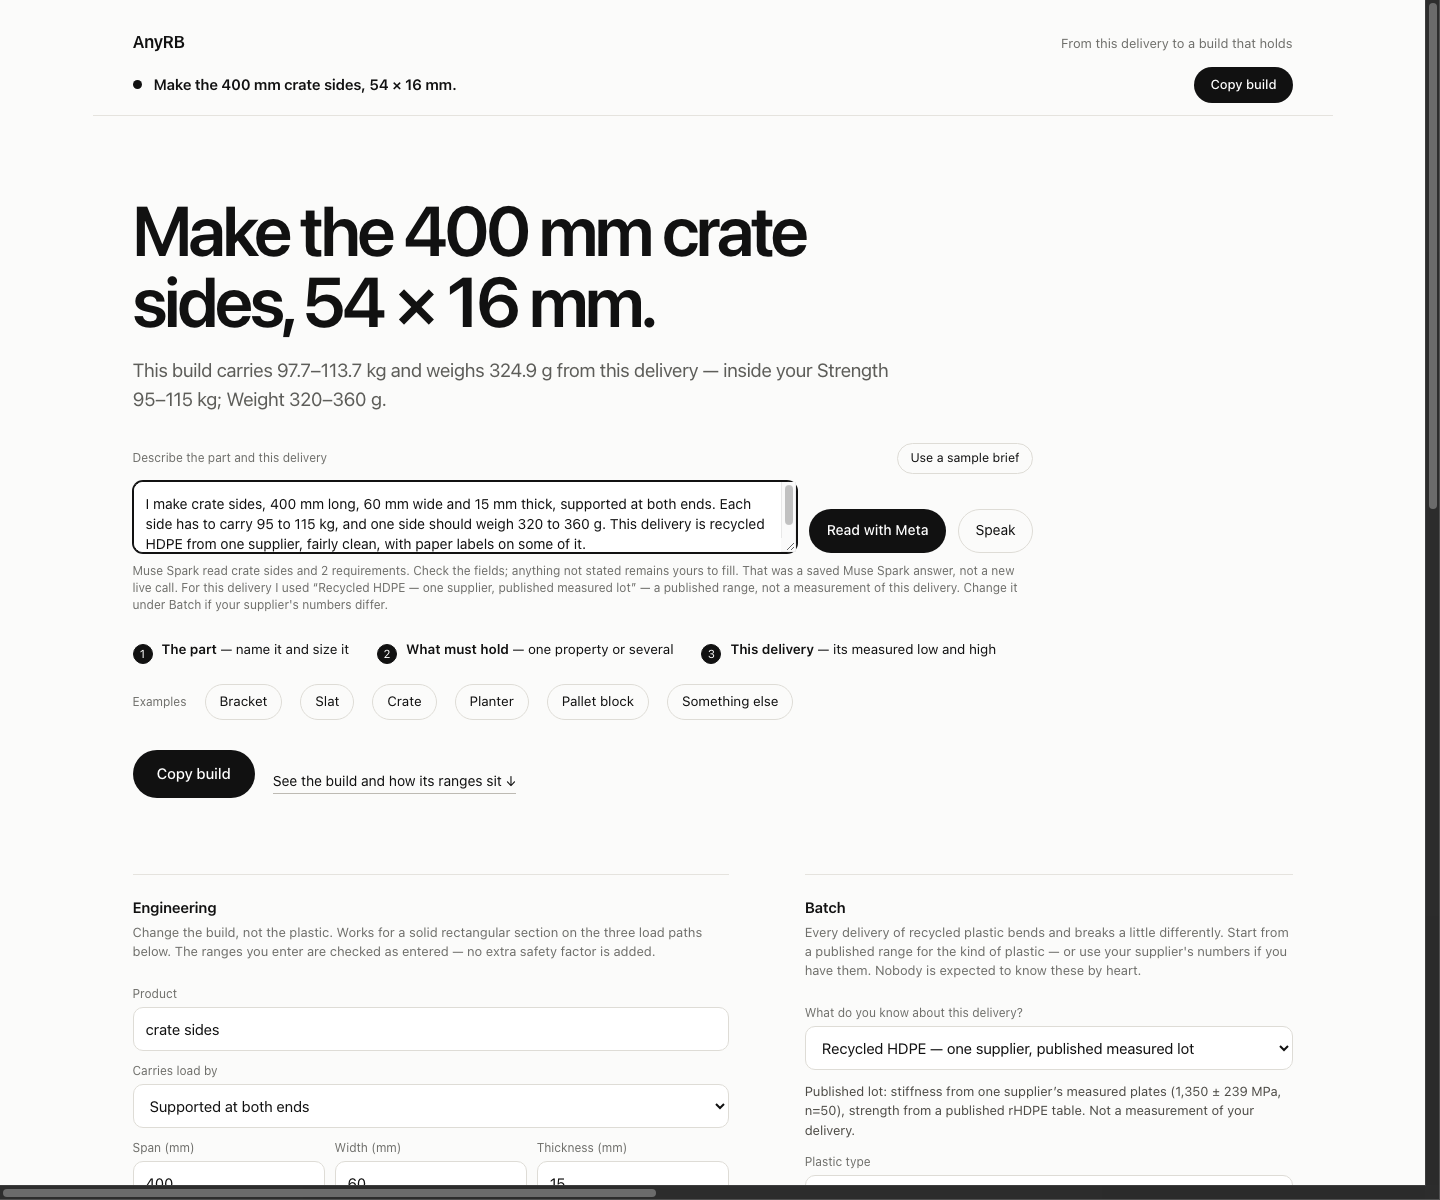 AnyRB
From this delivery to a build that holds
Make the 400 mm crate sides, 54 × 16 mm.
Copy build
Make the 400 mm crate
sides, 54 × 16 mm.
This build carries 97.7–113.7 kg and weighs 324.9 g from this delivery — inside your Strength
95–115 kg; Weight 320–360 g.
Describe the part and this delivery
Use a sample brief
I make crate sides, 400 mm long, 60 mm wide and 15 mm thick, supported at both ends. Each
side has to carry 95 to 115 kg, and one side should weigh 320 to 360 g. This delivery is recycled
HDPE from one supplier, fairly clean, with paper labels on some of it.
Read with Meta
Speak
Muse Spark read crate sides and 2 requirements. Check the fields; anything not stated remains yours to fill. That was a saved Muse Spark answer, not a new
live call. For this delivery I used “Recycled HDPE — one supplier, published measured lot” — a published range, not a measurement of this delivery. Change it
under Batch if your supplier's numbers differ.
1 The part — name it and size it
2 What must hold — one property or several
3 This delivery — its measured low and high
Examples
Bracket
Slat
Crate
Planter
Pallet block
Something else
Copy build
See the build and how its ranges sit ↓
Engineering
Change the build, not the plastic. Works for a solid rectangular section on the three load paths
below. The ranges you enter are checked as entered — no extra safety factor is added.
Product
crate sides
Carries load by
Supported at both ends
Span (mm)
Width (mm)
Thickness (mm)
400
60
15
Batch
Every delivery of recycled plastic bends and breaks a little differently. Start from
a published range for the kind of plastic — or use your supplier's numbers if you
have them. Nobody is expected to know these by heart.
What do you know about this delivery?
Recycled HDPE — one supplier, published measured lot
Published lot: stiffness from one supplier’s measured plates (1,350 ± 239 MPa,
n=50), strength from a published rHDPE table. Not a measurement of your
delivery.
Plastic type